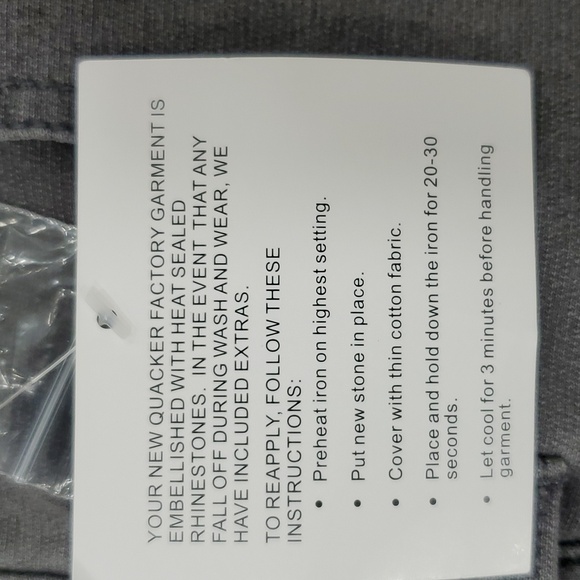 YOUR NEW QUACKER FACTORY GARMENT IS
EMBELLISHED WITH HEAT SEALED
RHINESTONES. IN THE EVENT THAT ANY
FALL OFF DURING WASH AND WEAR, WE
HAVE INCLUDED EXTRAS.
TO REAPPLY, FOLLOW THESE
INSTRUCTIONS:
• Preheat iron on highest setting.
• Put new stone in place.
• Cover with thin cotton fabric.
• Place and hold down the iron for 20-30
seconds.
• Let cool for 3 minutes before handling
garment.